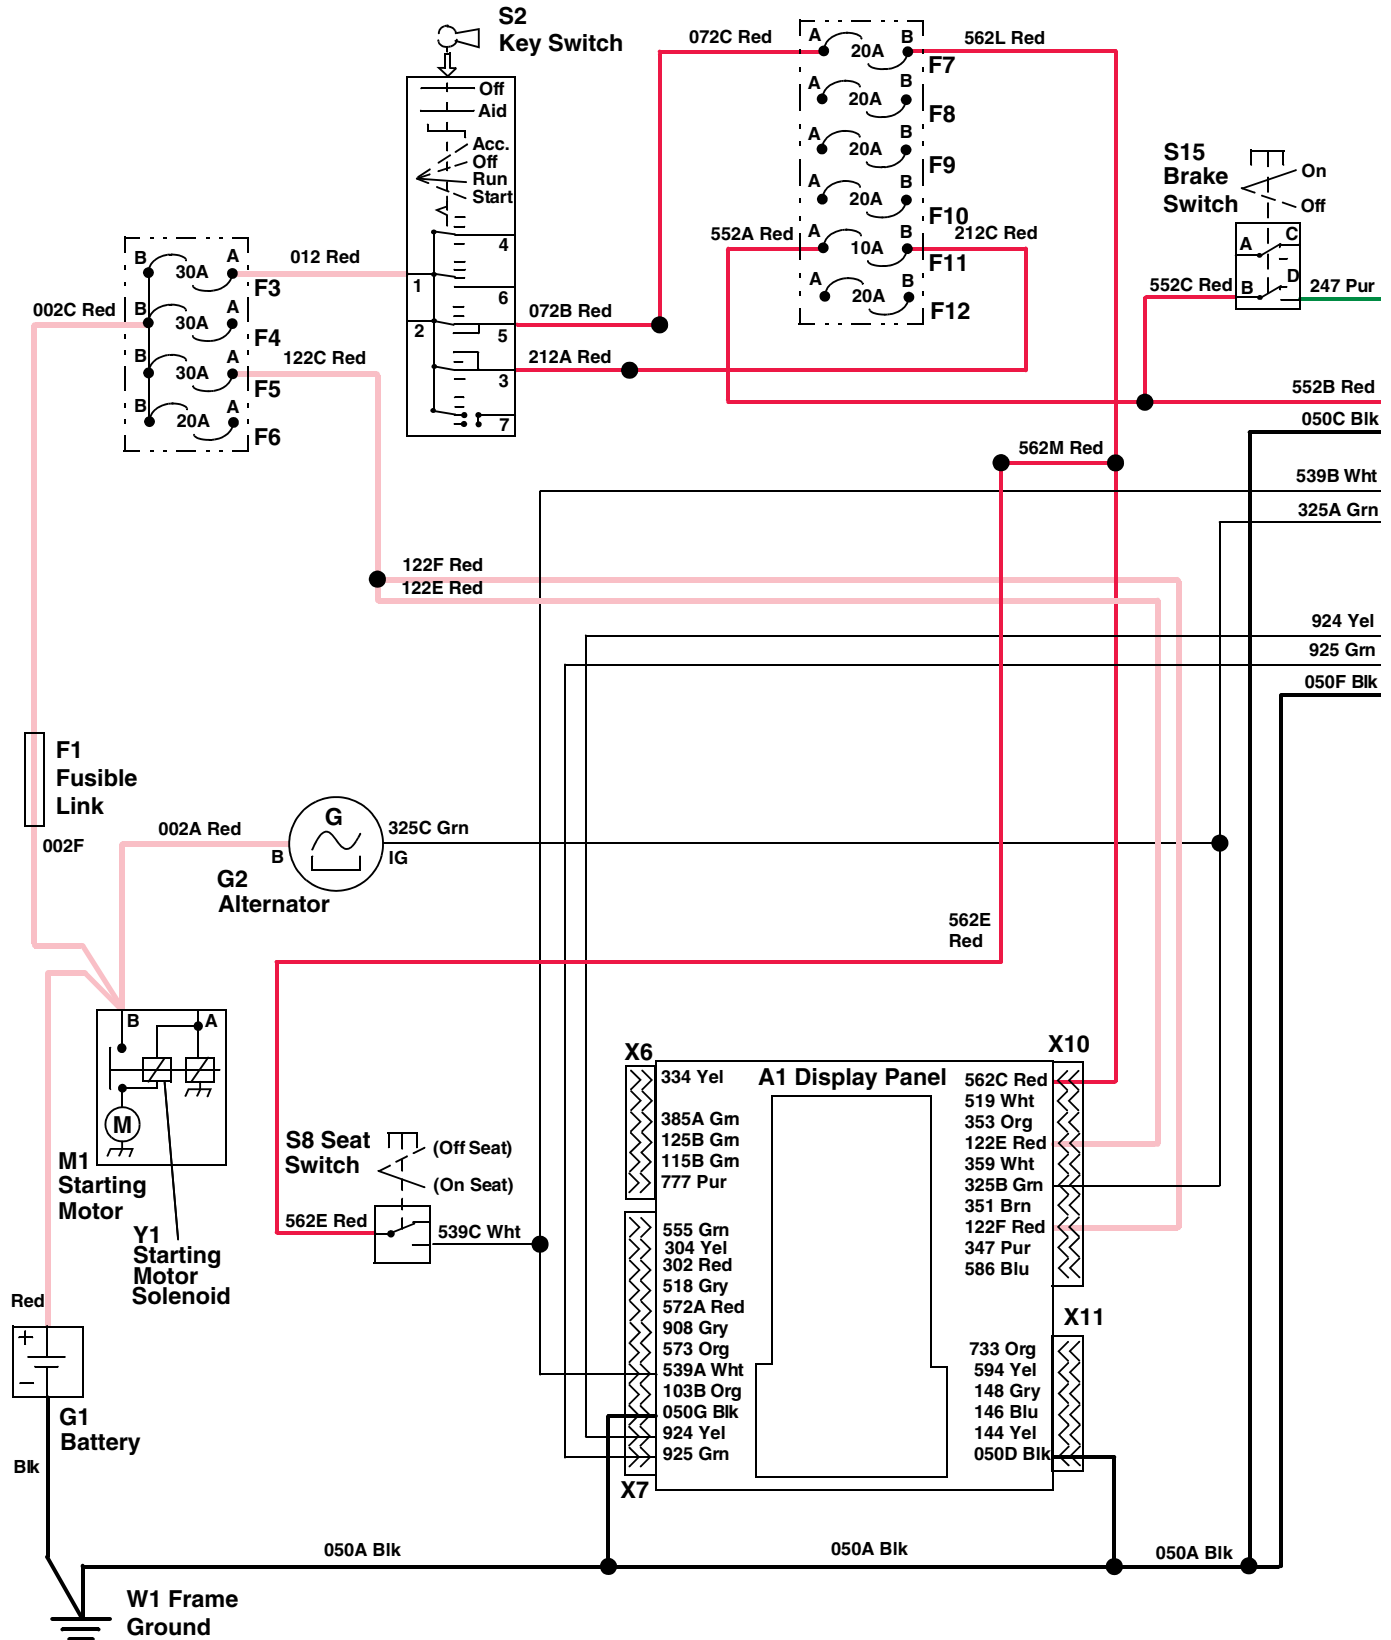 S2
Key Switch
Off
Aid
Acc.
Off
Run
Start
4
1
6
2
5
3
7
072C Red
A
20A
B
562L Red
F7
A
20A
B
F8
A
20A
B
F9
A
20A
B
F10
552A Red
A
10A
B
212C Red
F11
A
20A
B
F12
S15
Brake
Switch
On
Off
A
C
B
D
552C Red
247 Pur
B
30A
A
012 Red
F3
002C Red
B
30A
A
F4
B
30A
A
122C Red
F5
B
20A
A
F6
072B Red
212A Red
552B Red
050C Blk
562M Red
539B Wht
325A Grn
122F Red
122E Red
924 Yel
925 Grn
050F Blk
F1
Fusible
Link
002F
002A Red
G
B
325C Grn
IG
G2
Alternator
562E
Red
B
A
M
M1
Starting
Motor
Y1
Starting
Motor
Solenoid
S8 Seat
Switch
(Off Seat)
(On Seat)
562E Red
539C Wht
Red
+
−
G1
Battery
Blk
X6
A1 Display Panel
X10
334 Yel
385A Grn
125B Grn
115B Grn
777 Pur
555 Grn
304 Yel
302 Red
518 Gry
572A Red
908 Gry
573 Org
539A Wht
103B Org
050G Blk
924 Yel
925 Grn
X7
562C Red
519 Wht
353 Org
122E Red
359 Wht
325B Grn
351 Brn
122F Red
347 Pur
586 Blu
X11
733 Org
594 Yel
148 Gry
146 Blu
144 Yel
050D Blk
050A Blk
050A Blk
050A Blk
W1 Frame
Ground